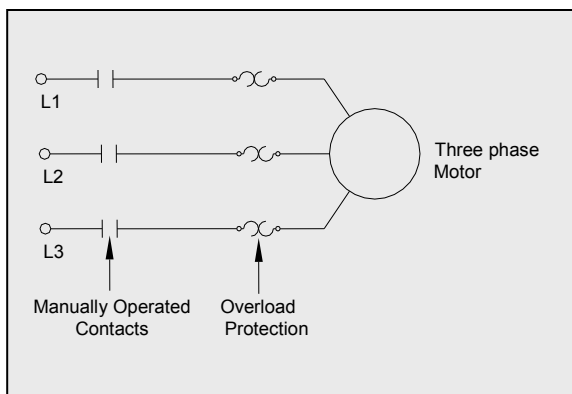 L1
L2
L3
Three phase
Motor
Manually Operated
Contacts
Overload
Protection